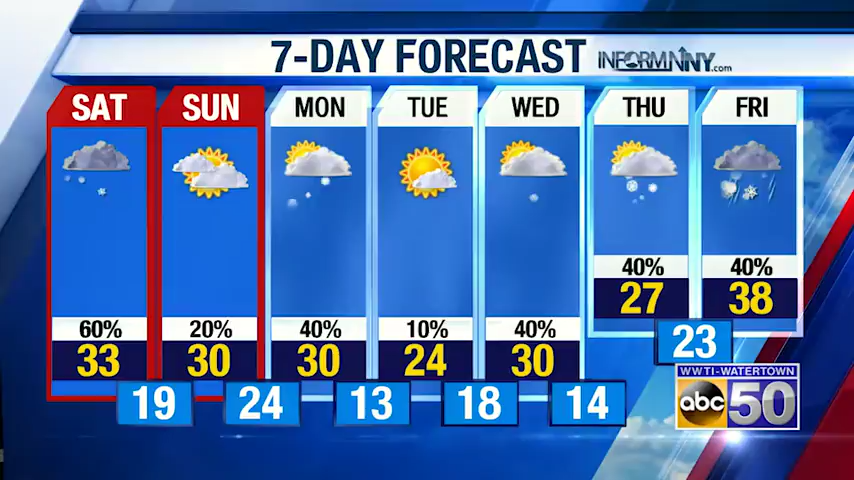 7-DAY FORECAST INFORMNNY.com
SAT SUN MON TUE WED THU FRI
40% 40%
27 38
60% 20% 40% 10% 40%
33 30 30 24 30
23
19 24 13 18 14
WWTI-WATERTOWN
abc 50